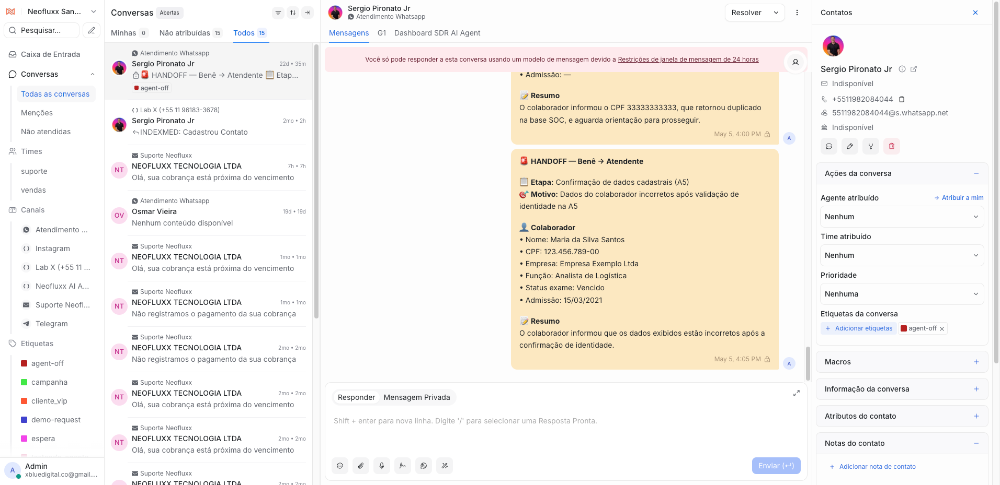 Neofluxx San...
Pesquisar...
Caixa de Entrada
Conversas
Todas as conversas
Menções
Não atendidas
Times
suporte
vendas
Canais
Atendimento ...
Instagram
Lab X (+55 11 ...
Neofluxx AI A...
Suporte Neofl...
Telegram
Etiquetas
agent-off
campanha
cliente_vip
demo-request
espera
A
Admin
xbluedigital.co@gmail....
Conversas Abertas
Minhas 0 Não atribuídas 15 Todos 15
Atendimento Whatsapp
Sergio Pironato Jr 22d • 35m
🚨 HANDOFF — Benê → Atendente 📋 Etap...
agent-off
Lab X (+55 11 96183-3678)
Sergio Pironato Jr 2mo • 2h
INDEXMED: Cadastrou Contato
Suporte Neofluxx
NT NEOFLUXX TECNOLOGIA LTDA 7h • 7h
Olá, sua cobrança está próxima do vencimento
Atendimento Whatsapp
OV Osmar Vieira 19d • 19d
Nenhum conteúdo disponível
Suporte Neofluxx
NT NEOFLUXX TECNOLOGIA LTDA 1mo • 1mo
Olá, sua cobrança está próxima do vencimento
Suporte Neofluxx
NT NEOFLUXX TECNOLOGIA LTDA 1mo • 1mo
Não registramos o pagamento da sua cobrança
Suporte Neofluxx
NT NEOFLUXX TECNOLOGIA LTDA 2mo • 2mo
Não registramos o pagamento da sua cobrança
Suporte Neofluxx
NT NEOFLUXX TECNOLOGIA LTDA 2mo • 2mo
Olá, sua cobrança está próxima do vencimento
Suporte Neofluxx
NT NEOFLUXX TECNOLOGIA LTDA 2mo • 2mo
Olá, sua cobrança está próxima do vencimento
Suporte Neofluxx
NEOFLUXX TECNOLOGIA LTDA 2mo • 2mo
Sergio Pironato Jr
Atendimento Whatsapp
Resolver
Mensagens G1 Dashboard SDR AI Agent
Você só pode responder a esta conversa usando um modelo de mensagem devido a Restrições de janela de mensagem de 24 horas
• Admissão: —
📝 Resumo
O colaborador informou o CPF 33333333333, que retornou duplicado
na base SOC, e aguarda orientação para prosseguir.
May 5, 4:00 PM
A
🚨 HANDOFF — Benê → Atendente
📋 Etapa: Confirmação de dados cadastrais (A5)
🎯 Motivo: Dados do colaborador incorretos após validação de
identidade na A5
👤 Colaborador
• Nome: Maria da Silva Santos
• CPF: 123.456.789-00
• Empresa: Empresa Exemplo Ltda
• Função: Analista de Logística
• Status exame: Vencido
• Admissão: 15/03/2021
📝 Resumo
O colaborador informou que os dados exibidos estão incorretos após a
confirmação de identidade.
May 5, 4:05 PM
A
Responder Mensagem Privada
Shift + enter para nova linha. Digite '/' para selecionar uma Resposta Pronta.
Enviar (↵)
Contatos
Sergio Pironato Jr
Indisponível
+5511982084044
5511982084044@s.whatsapp.net
Indisponível
Ações da conversa
Agente atribuído → Atribuir a mim
Nenhum
Time atribuído
Nenhum
Prioridade
Nenhuma
Etiquetas da conversa
+ Adicionar etiquetas agent-off
Macros
Informação da conversa
Atributos do contato
Notas do contato
+ Adicionar nota de contato